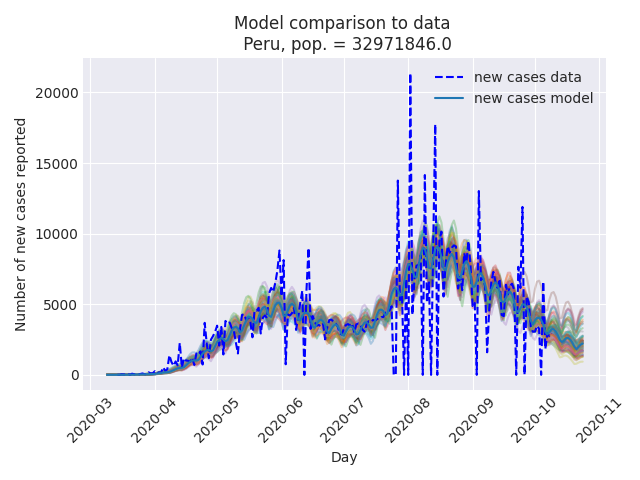 Model comparison to data
Peru, pop. = 32971846.0
new cases data
new cases model
Number of new cases reported
20000
15000
10000
5000
0
2020-03
2020-04
2020-05
2020-06
2020-07
2020-08
2020-09
2020-10
2020-11
Day